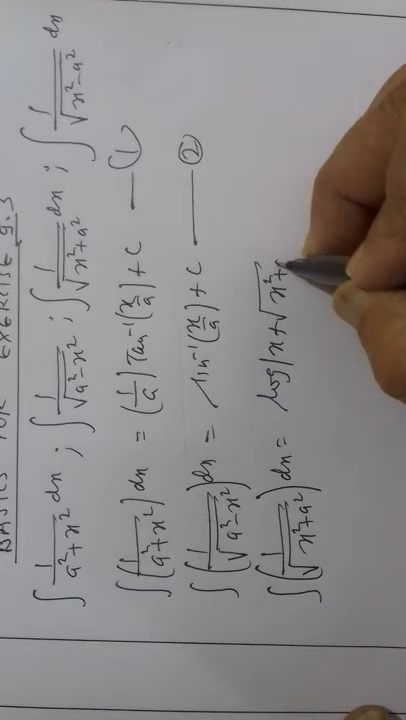 BASICS FOR EXERCISE 9.3
∫ 1/(a²+x²) dx ; ∫ 1/√(a²-x²) ; ∫ 1/√(x²+a²) dx ; ∫ 1/√(x²-a²) dx
∫ (1/(a²+x²)) dx = (1/a) Tan⁻¹(x/a) + C — ①
∫ (1/√(a²-x²)) dx = sin⁻¹(x/a) + C — ②
∫ (1/√(x²+a²)) dx = log|x+√x²+